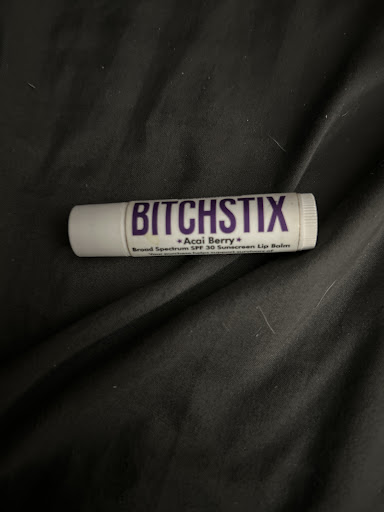 BITCHSTIX
*Acai Berry*
Broad Spectrum SPF 30 Sunscreen Lip Balm